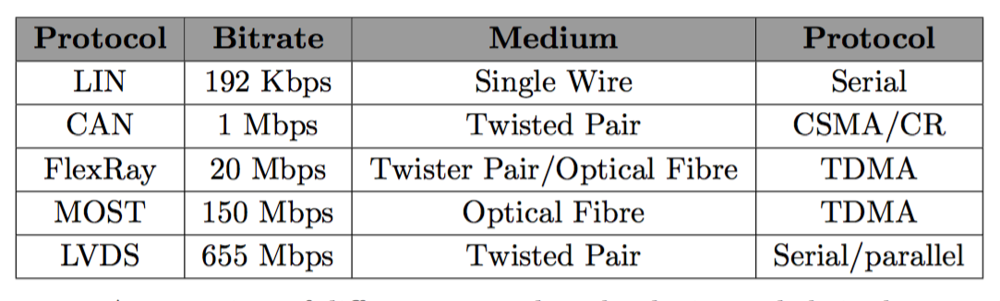 Protocol Bitrate Medium Protocol
LIN 192 Kbps Single Wire Serial
CAN 1 Mbps Twisted Pair CSMA/CR
FlexRay 20 Mbps Twister Pair/Optical Fibre TDMA
MOST 150 Mbps Optical Fibre TDMA
LVDS 655 Mbps Twisted Pair Serial/parallel